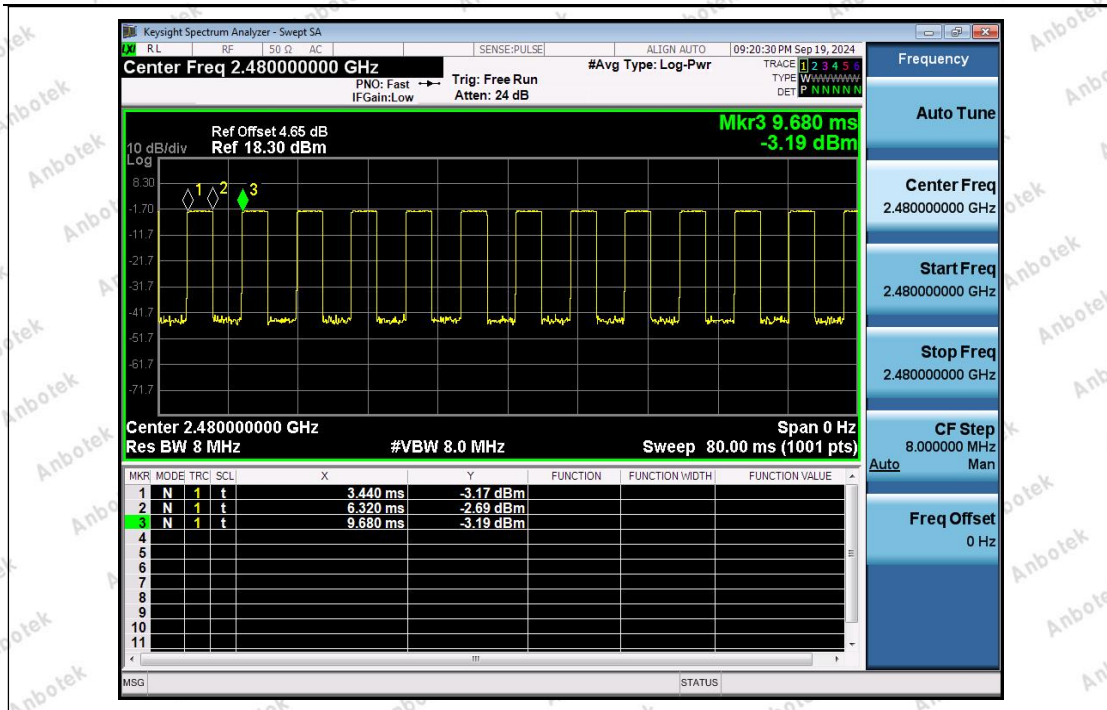 Keysight Spectrum Analyzer - Swept SA
LXI RL RF 50 Ω AC SENSE:PULSE ALIGN AUTO 09:20:30 PM Sep 19, 2024
Center Freq 2.480000000 GHz
PNO: Fast
IFGain:Low
Trig: Free Run
Atten: 24 dB
#Avg Type: Log-Pwr
TRACE 1 2 3 4 5 6
TYPE W
DET P N N N N N
Mkr3 9.680 ms
-3.19 dBm
Ref Offset 4.65 dB
10 dB/div Ref 18.30 dBm
Log
8.30
-1.70
-11.7
-21.7
-31.7
-41.7
-51.7
-61.7
-71.7
1 2 3
Center 2.480000000 GHz Span 0 Hz
Res BW 8 MHz #VBW 8.0 MHz Sweep 80.00 ms (1001 pts)
MKR MODE TRC SCL X Y FUNCTION FUNCTION WIDTH FUNCTION VALUE
1 N 1 t 3.440 ms -3.17 dBm
2 N 1 t 6.320 ms -2.69 dBm
3 N 1 t 9.680 ms -3.19 dBm
4
5
6
7
8
9
10
11
MSG STATUS
Frequency
Auto Tune
Center Freq
2.480000000 GHz
Start Freq
2.480000000 GHz
Stop Freq
2.480000000 GHz
CF Step
8.000000 MHz
Auto Man
Freq Offset
0 Hz
Anbotek